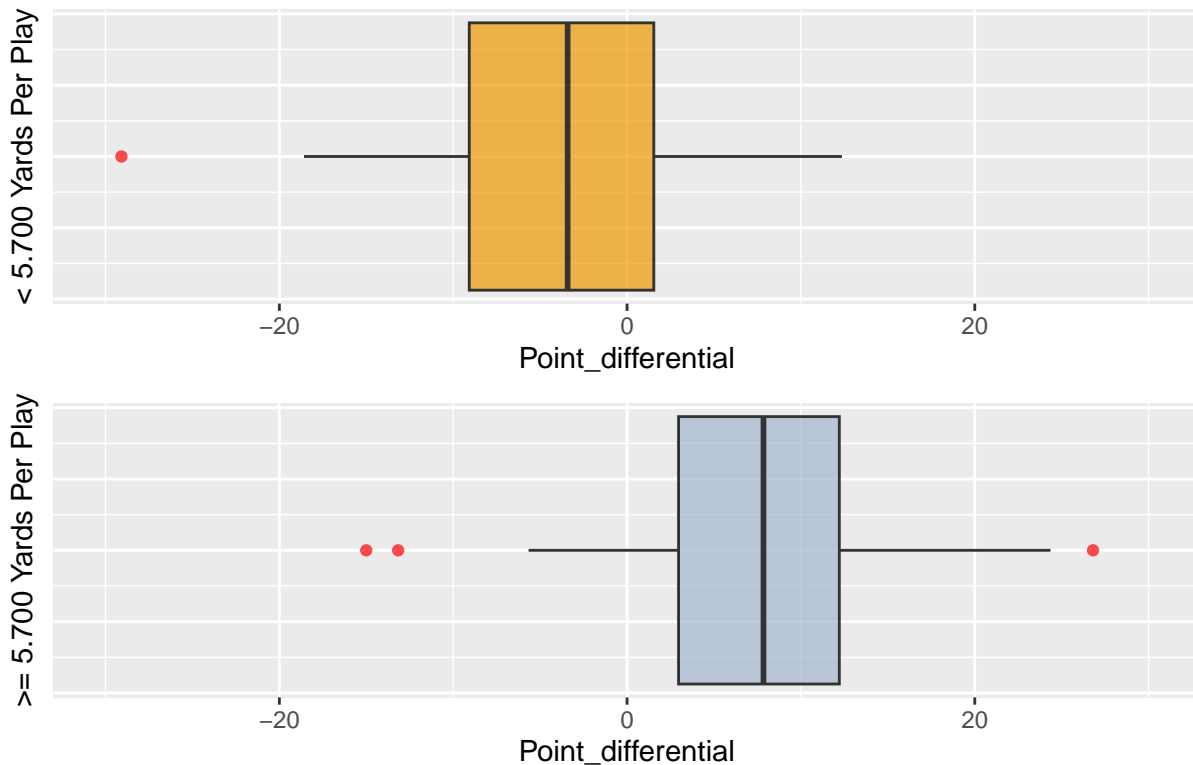 < 5.700 Yards Per Play
−20 0 20
Point_differential
>= 5.700 Yards Per Play
−20 0 20
Point_differential